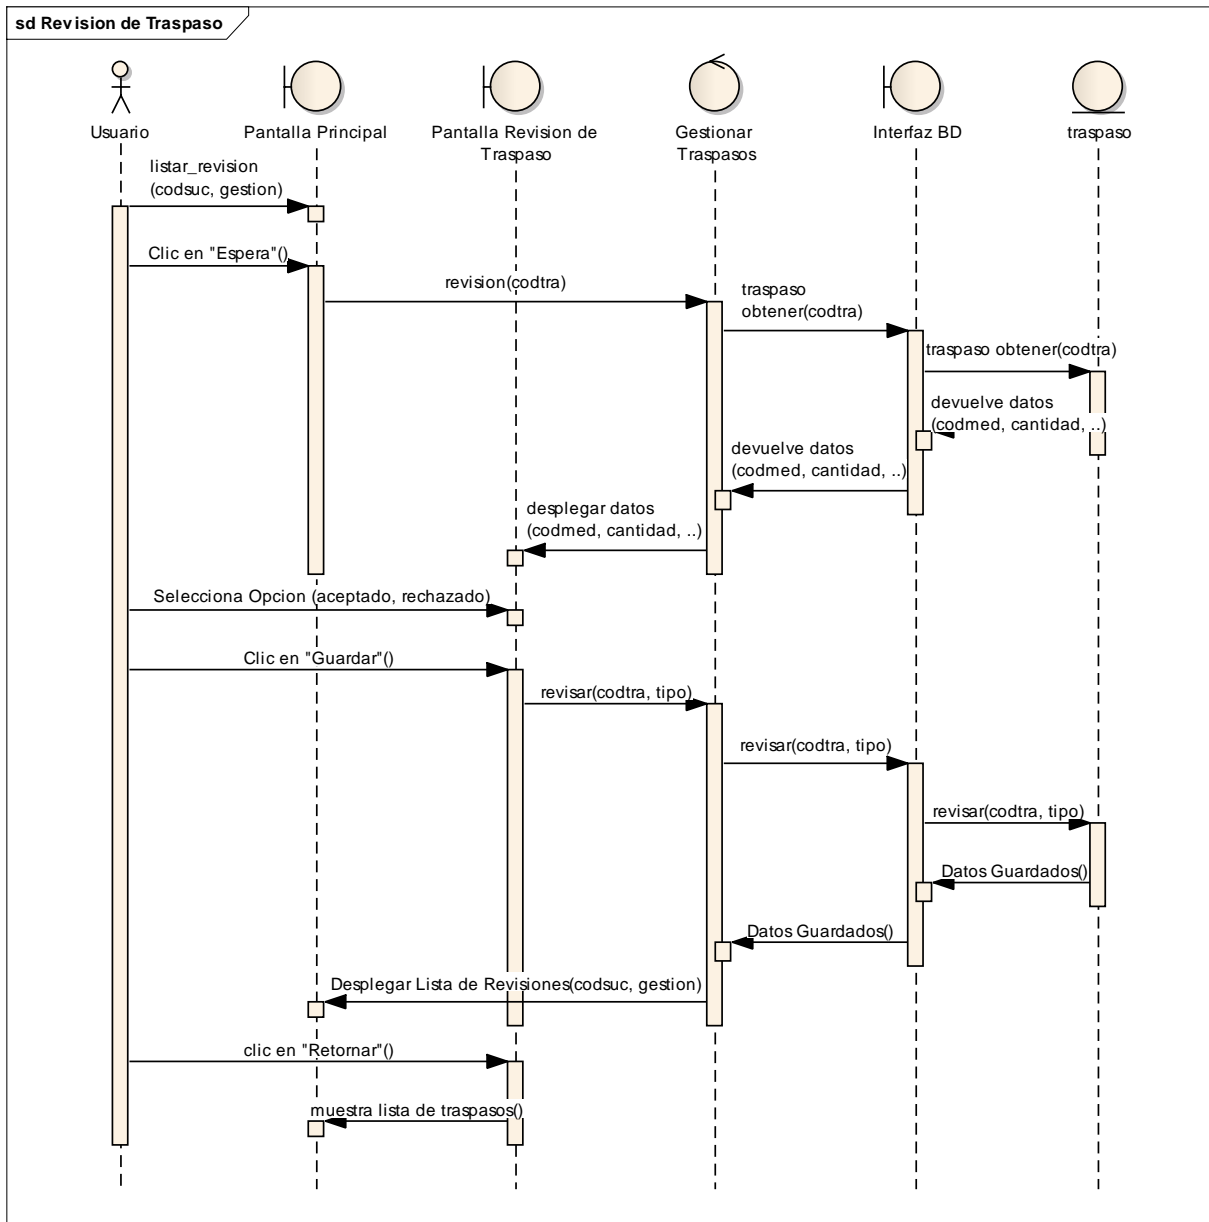 sd Revision de Traspaso
Usuario
Pantalla Principal
Pantalla Revision de
Traspaso
Gestionar
Traspasos
Interfaz BD
traspaso
listar_revision
(codsuc, gestion)
Clic en "Espera"()
revision(codtra)
traspaso
obtener(codtra)
traspaso obtener(codtra)
devuelve datos
(codmed, cantidad, ..)
devuelve datos
(codmed, cantidad, ..)
desplegar datos
(codmed, cantidad, ..)
Selecciona Opcion (aceptado, rechazado)
Clic en "Guardar"()
revisar(codtra, tipo)
revisar(codtra, tipo)
revisar(codtra, tipo)
Datos Guardados()
Datos Guardados()
Desplegar Lista de Revisiones(codsuc, gestion)
clic en "Retornar"()
muestra lista de traspasos()